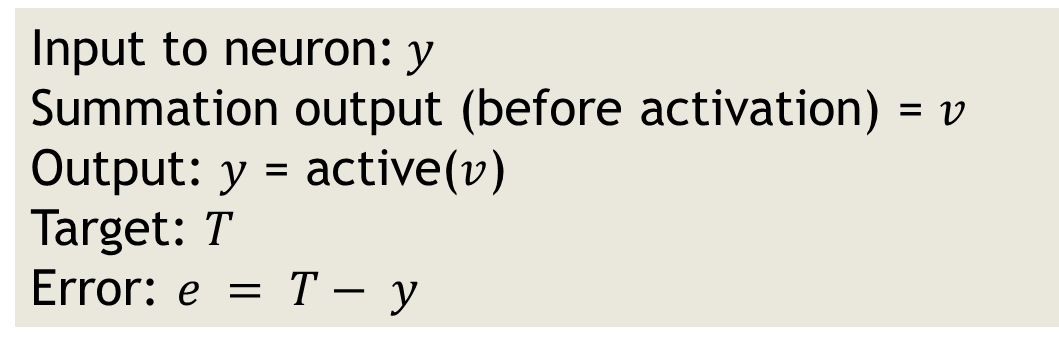 Input to neuron: y
Summation output (before activation) = v
Output: y = active(v)
Target: T
Error: e = T − y